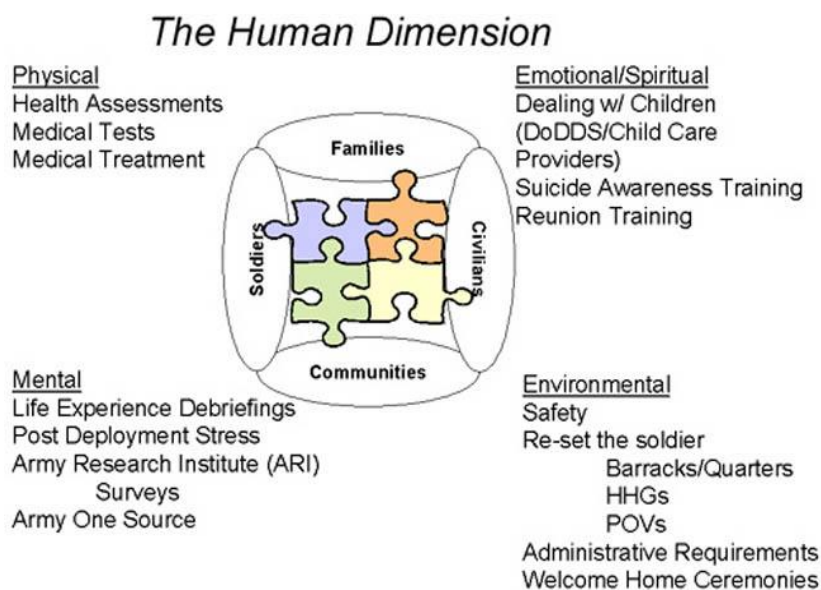 The Human Dimension
Physical
Health Assessments
Medical Tests
Medical Treatment
Emotional/Spiritual
Dealing w/ Children
(DoDDS/Child Care
Providers)
Suicide Awareness Training
Reunion Training
Families
Soldiers
Civilians
Communities
Mental
Life Experience Debriefings
Post Deployment Stress
Army Research Institute (ARI)
Surveys
Army One Source
Environmental
Safety
Re-set the soldier
Barracks/Quarters
HHGs
POVs
Administrative Requirements
Welcome Home Ceremonies